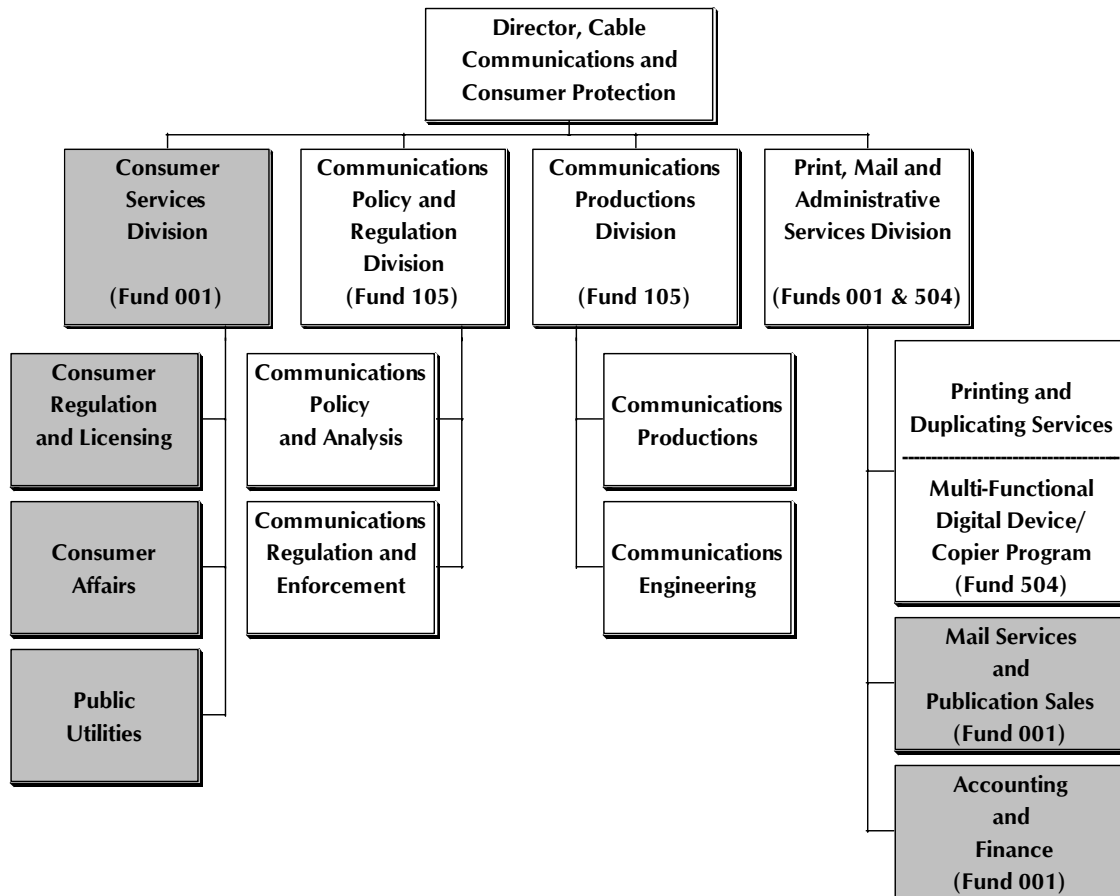 Director, Cable
Communications and
Consumer Protection
Consumer
Services
Division
(Fund 001)
Communications
Policy and
Regulation
Division
(Fund 105)
Communications
Productions
Division
(Fund 105)
Print, Mail and
Administrative
Services Division
(Funds 001 & 504)
Consumer
Regulation
and Licensing
Consumer
Affairs
Public
Utilities
Communications
Policy
and Analysis
Communications
Regulation and
Enforcement
Communications
Productions
Communications
Engineering
Printing and
Duplicating Services
Multi-Functional
Digital Device/
Copier Program
(Fund 504)
Mail Services
and
Publication Sales
(Fund 001)
Accounting
and
Finance
(Fund 001)